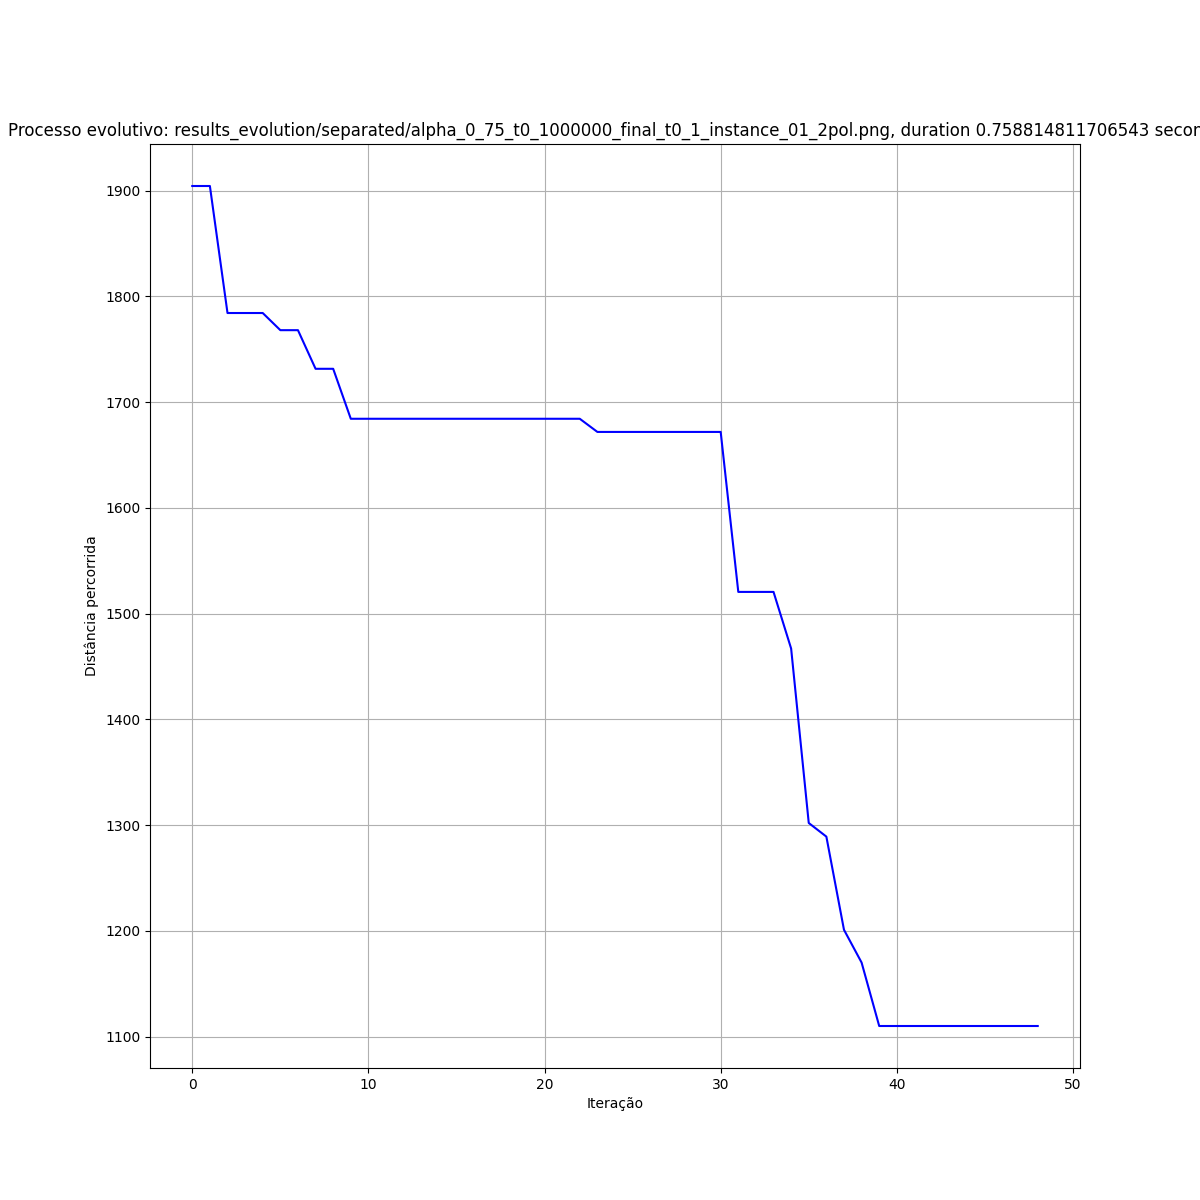 Processo evolutivo: results_evolution/separated/alpha_0_75_t0_1000000_final_t0_1_instance_01_2pol.png, duration 0.758814811706543
1900
1800
1700
1600
1500
1400
1300
1200
1100
Distância percorrida
0 10 20 30 40 50
Iteração